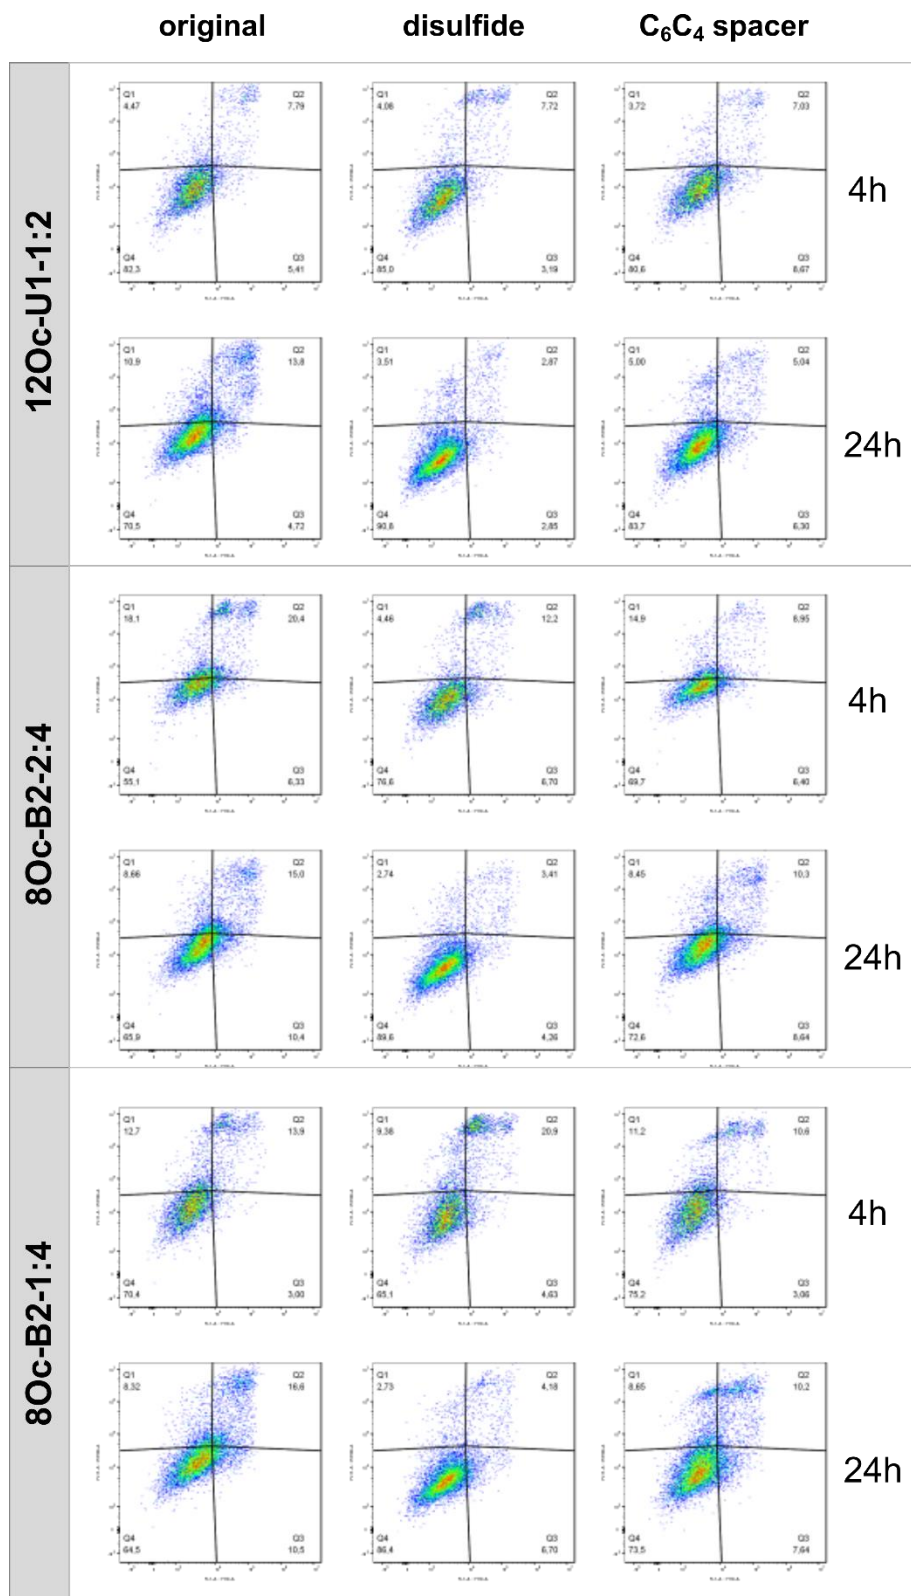 original disulfide C₆C₄ spacer
12Oc-U1-1:2
Q1 Q2 Q1 Q2 Q1 Q2
4,47 7,79 4,08 7,72 3,72 7,03
4h
Q4 Q3 Q4 Q3 Q4 Q3
82,3 5,41 85,0 3,19 80,6 8,67
Q1 Q2 Q1 Q2 Q1 Q2
10,9 13,8 3,51 2,87 5,00 5,04
24h
Q4 Q3 Q4 Q3 Q4 Q3
70,5 4,72 90,8 2,85 83,7 6,30
8Oc-B2-2:4
Q1 Q2 Q1 Q2 Q1 Q2
18,1 20,4 4,46 12,2 14,9 8,95
4h
Q4 Q3 Q4 Q3 Q4 Q3
55,1 6,33 76,6 6,70 69,7 6,40
Q1 Q2 Q1 Q2 Q1 Q2
8,66 15,0 2,74 3,41 8,45 10,3
24h
Q4 Q3 Q4 Q3 Q4 Q3
65,9 10,4 89,6 4,26 72,6 8,64
8Oc-B2-1:4
Q1 Q2 Q1 Q2 Q1 Q2
12,7 13,9 9,38 20,9 11,2 10,6
4h
Q4 Q3 Q4 Q3 Q4 Q3
70,4 3,00 65,1 4,63 75,2 3,06
Q1 Q2 Q1 Q2 Q1 Q2
8,32 16,6 2,73 4,18 8,65 10,2
24h
Q4 Q3 Q4 Q3 Q4 Q3
64,5 10,5 86,4 6,70 73,5 7,64